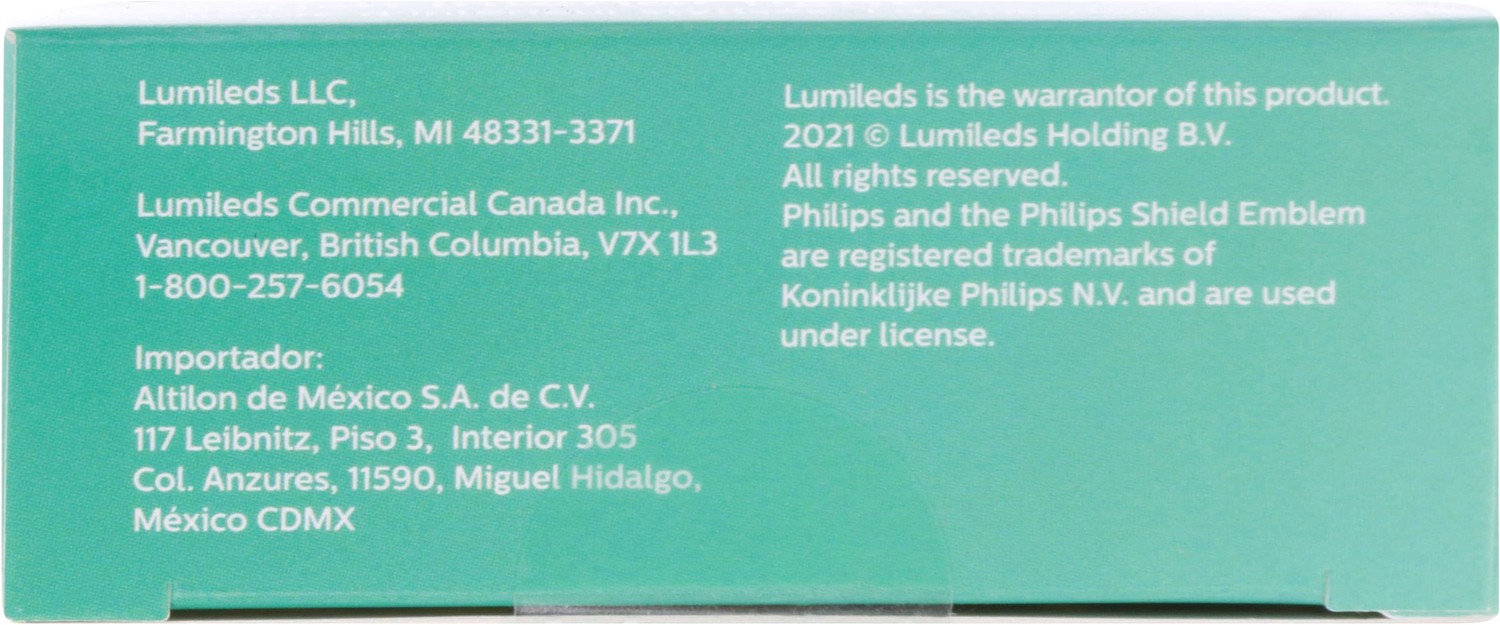 Lumileds LLC,
Farmington Hills, MI 48331-3371
Lumileds Commercial Canada Inc.,
Vancouver, British Columbia, V7X 1L3
1-800-257-6054
Importador:
Altilon de México S.A. de C.V.
117 Leibnitz, Piso 3, Interior 305
Col. Anzures, 11590, Miguel Hidalgo,
México CDMX
Lumileds is the warrantor of this product.
2021 © Lumileds Holding B.V.
All rights reserved.
Philips and the Philips Shield Emblem
are registered trademarks of
Koninklijke Philips N.V. and are used
under license.